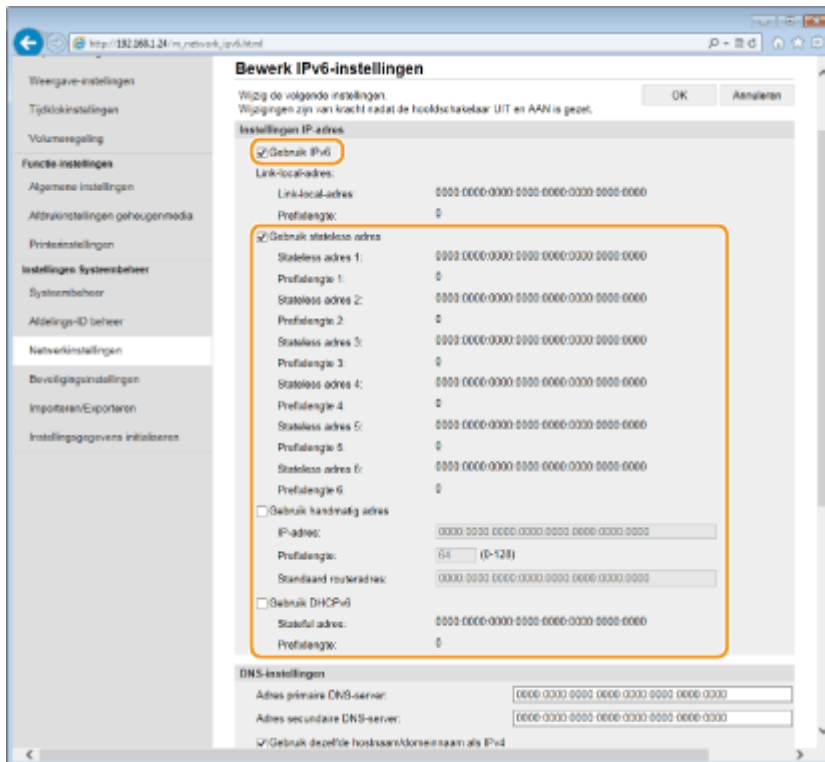 http://192.168.1.24/m_network_ipv6.html
Weergave-instellingen
Tijdklokinstellingen
Volumeregeling
Functie-instellingen
Algemene instellingen
Afdrukinstellingen geheugenmedia
Printerinstellingen
Instellingen Systeembeheer
Systeembeheer
Afdelings-ID beheer
Netwerkinstellingen
Beveiligingsinstellingen
Importeren/Exporteren
Instellingsgegevens initialiseren
Bewerk IPv6-instellingen
Wijzig de volgende instellingen.
Wijzigingen zijn van kracht nadat de hoofdschakelaar UIT en AAN is gezet.
OK
Annuleren
Instellingen IP-adres
Gebruik IPv6
Link-local-adres:
Link-local-adres: 0000:0000:0000:0000:0000:0000:0000:0000
Prefixlengte: 0
Gebruik stateless adres
Stateless adres 1: 0000:0000:0000:0000:0000:0000:0000:0000
Prefixlengte 1: 0
Stateless adres 2: 0000:0000:0000:0000:0000:0000:0000:0000
Prefixlengte 2: 0
Stateless adres 3: 0000:0000:0000:0000:0000:0000:0000:0000
Prefixlengte 3: 0
Stateless adres 4: 0000:0000:0000:0000:0000:0000:0000:0000
Prefixlengte 4: 0
Stateless adres 5: 0000:0000:0000:0000:0000:0000:0000:0000
Prefixlengte 5: 0
Stateless adres 6: 0000:0000:0000:0000:0000:0000:0000:0000
Prefixlengte 6: 0
Gebruik handmatig adres
IP-adres: 0000:0000:0000:0000:0000:0000:0000:0000
Prefixlengte: 64 (0-128)
Standaard routeradres: 0000:0000:0000:0000:0000:0000:0000:0000
Gebruik DHCPv6
Stateful adres: 0000:0000:0000:0000:0000:0000:0000:0000
Prefixlengte: 0
DNS-instellingen
Adres primaire DNS-server: 0000:0000:0000:0000:0000:0000:0000:0000
Adres secundaire DNS-server: 0000:0000:0000:0000:0000:0000:0000:0000
Gebruik dezelfde hostnaam/domeinnaam als IPv4